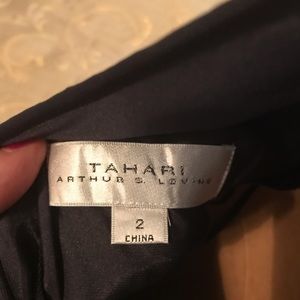 TAHARI
ARTHUR S. LEVINE
2
CHINA